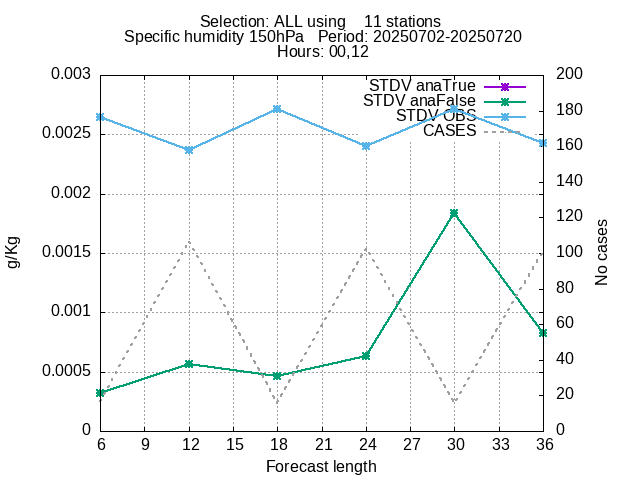 Selection: ALL using    11 stations
Specific humidity 150hPa   Period: 20250702-20250720
Hours: 00,12
STDV anaTrue
STDV anaFalse
STDV OBS
CASES
0.003
0.0025
0.002
0.0015
0.001
0.0005
0
200
180
160
140
120
100
80
60
40
20
0
g/Kg
No cases
6 9 12 15 18 21 24 27 30 33 36
Forecast length